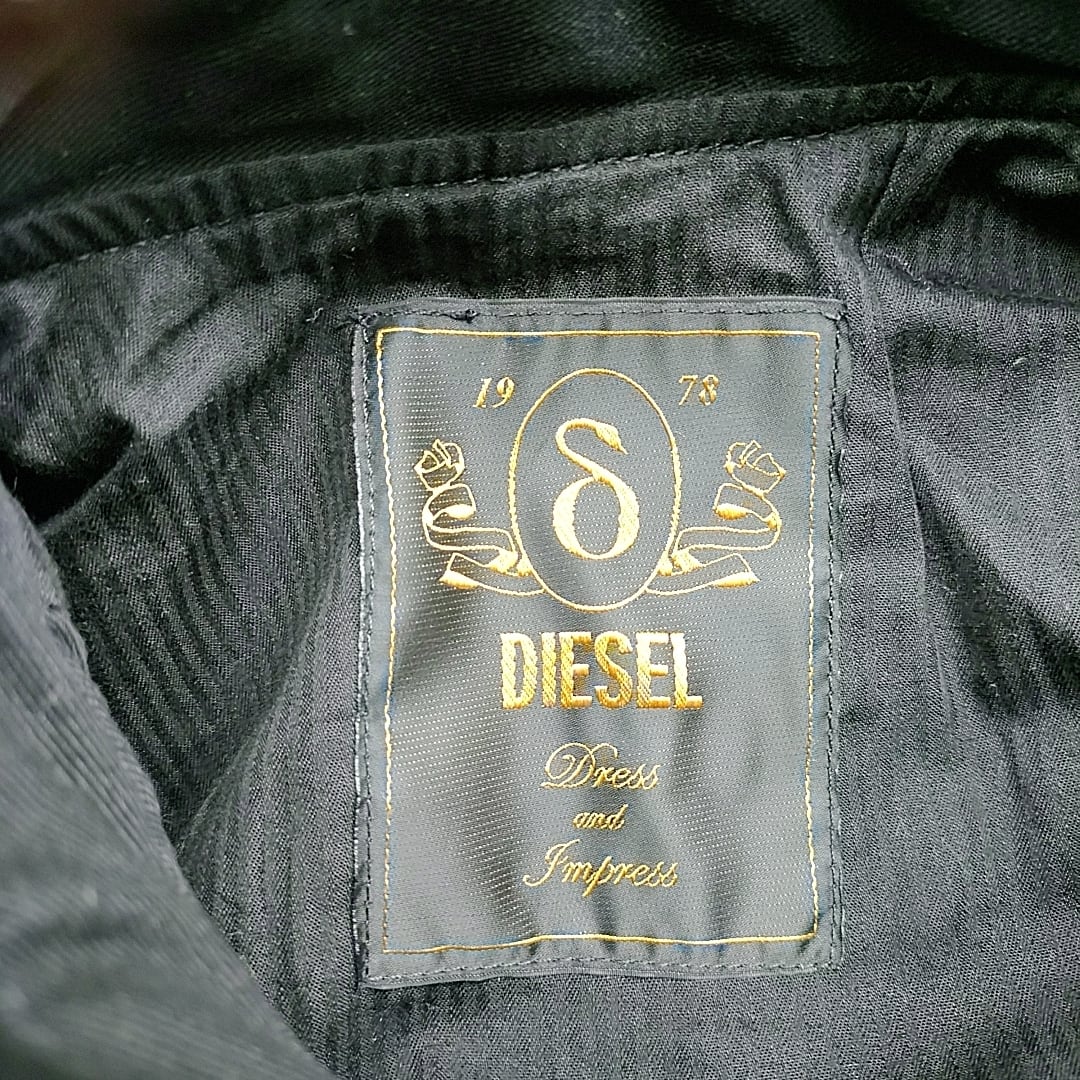 19 78
DIESEL
Dress
and
Impress